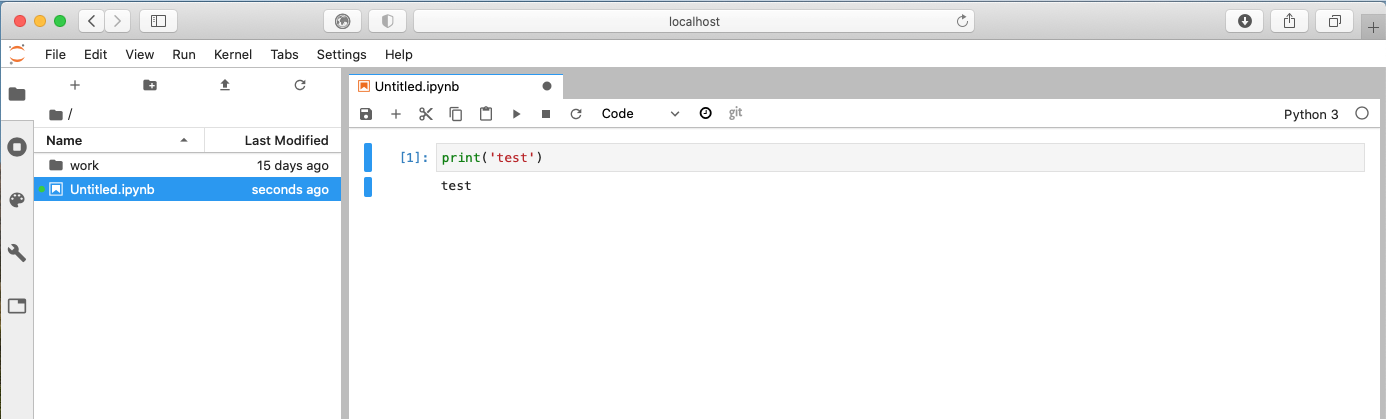 localhost
File Edit View Run Kernel Tabs Settings Help
Untitled.ipynb
/
Code git Python 3
Name Last Modified
work 15 days ago
Untitled.ipynb seconds ago
[1]: print('test')
test